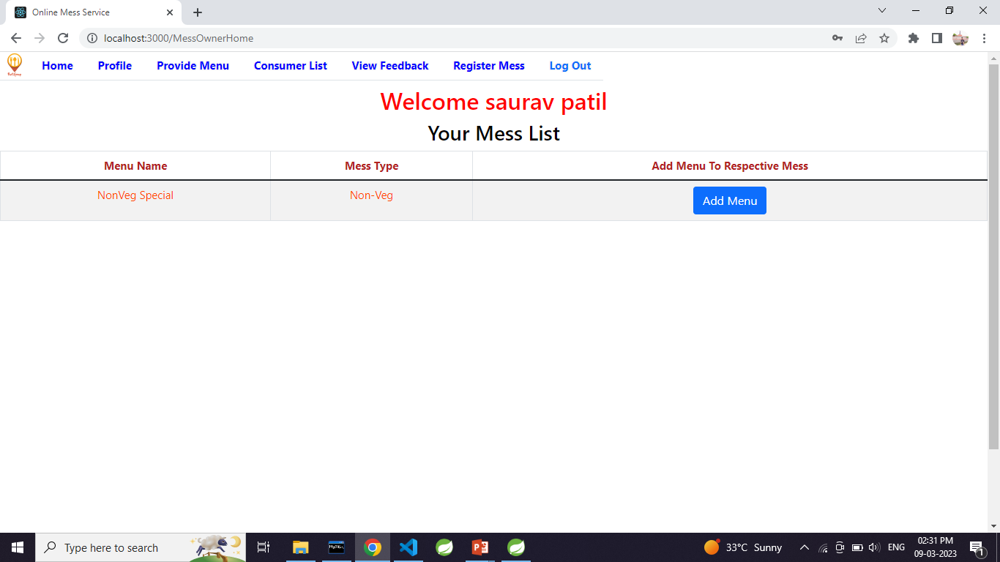 Online Mess Service
localhost:3000/MessOwnerHome
Home Profile Provide Menu Consumer List View Feedback Register Mess Log Out
Welcome saurav patil
Your Mess List
Menu Name Mess Type Add Menu To Respective Mess
NonVeg Special Non-Veg Add Menu
Type here to search
MySQL
33°C Sunny
ENG
02:31 PM
09-03-2023
1